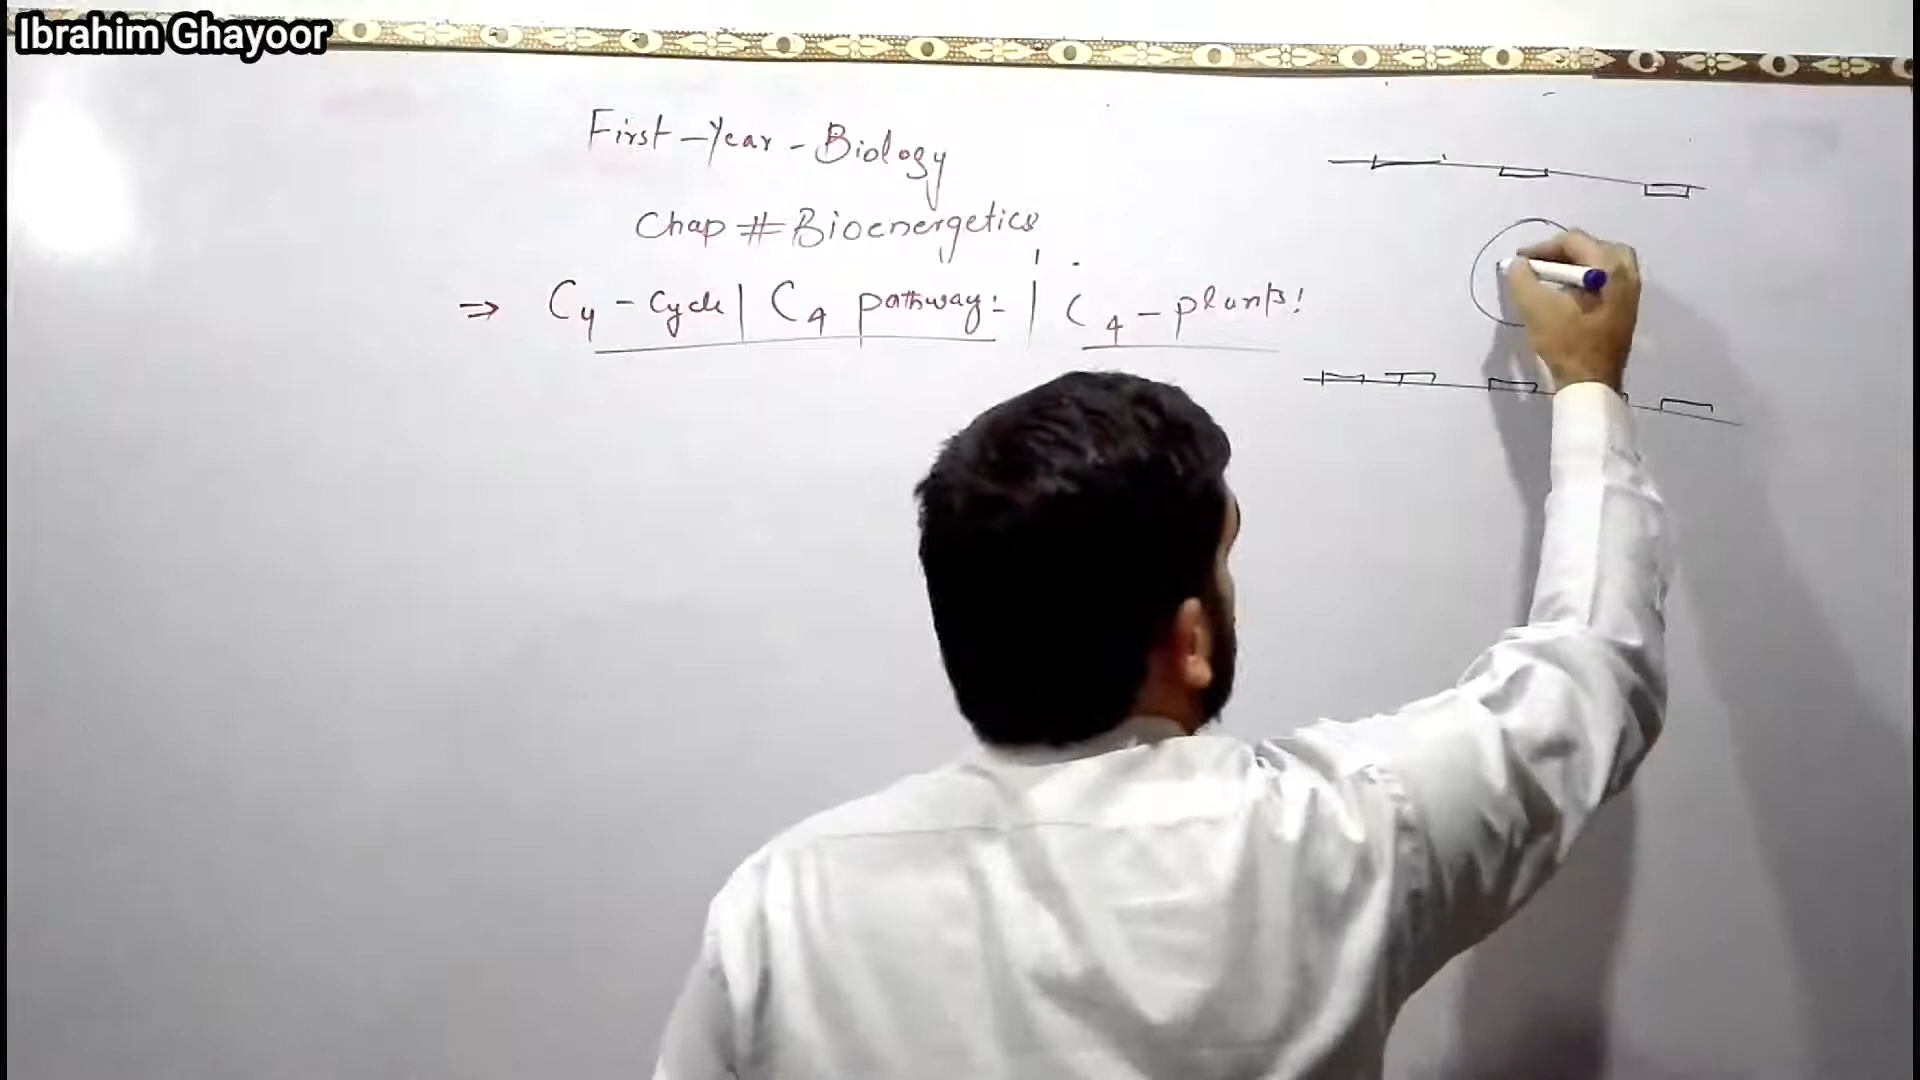 Ibrahim Ghayoor
First-Year-Biology
Chap # Bioenergetics
⇒ C4 - Cycle | C4 pathway: | C4 - plants!